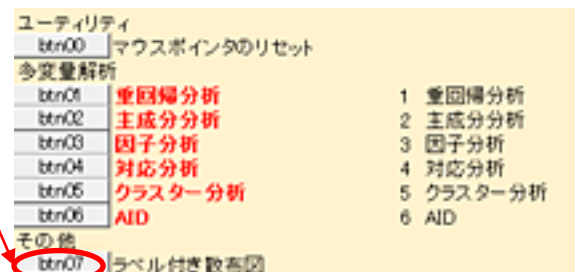 ユーティリティ
btn00 マウスポインタのリセット
多変量解析
btn01 重回帰分析 1 重回帰分析
btn02 主成分分析 2 主成分分析
btn03 因子分析 3 因子分析
btn04 対応分析 4 対応分析
btn05 クラスター分析 5 クラスター分析
btn06 AID 6 AID
その他
btn07 ラベル付き散布図